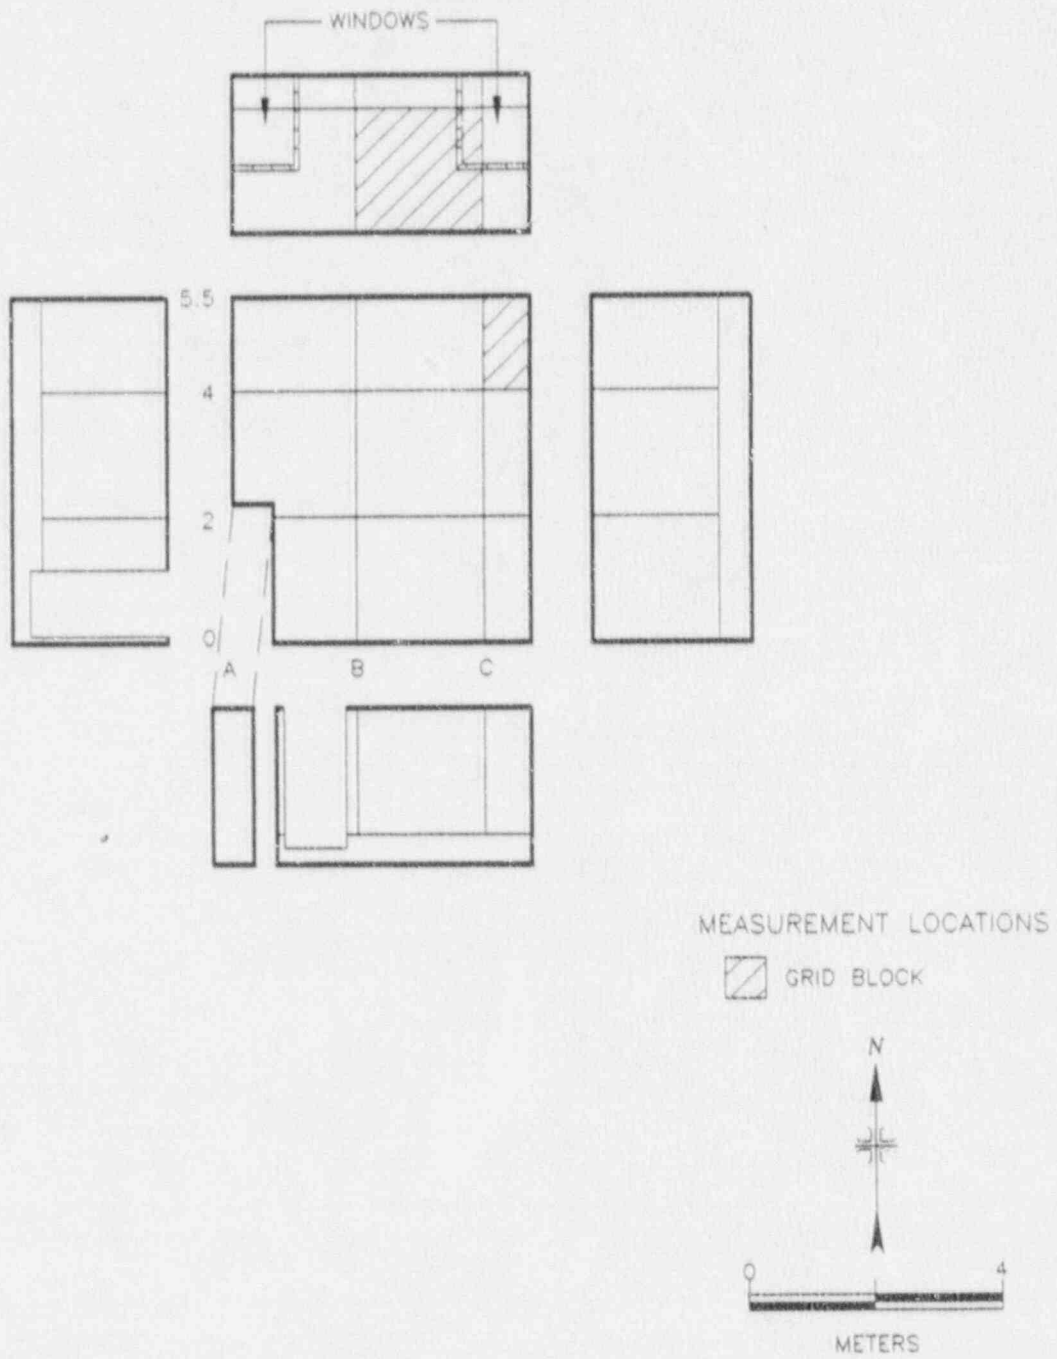 WINDOWS
5.5
4
2
0
A B C
MEASUREMENT LOCATIONS
GRID BLOCK
N
0 4
METERS